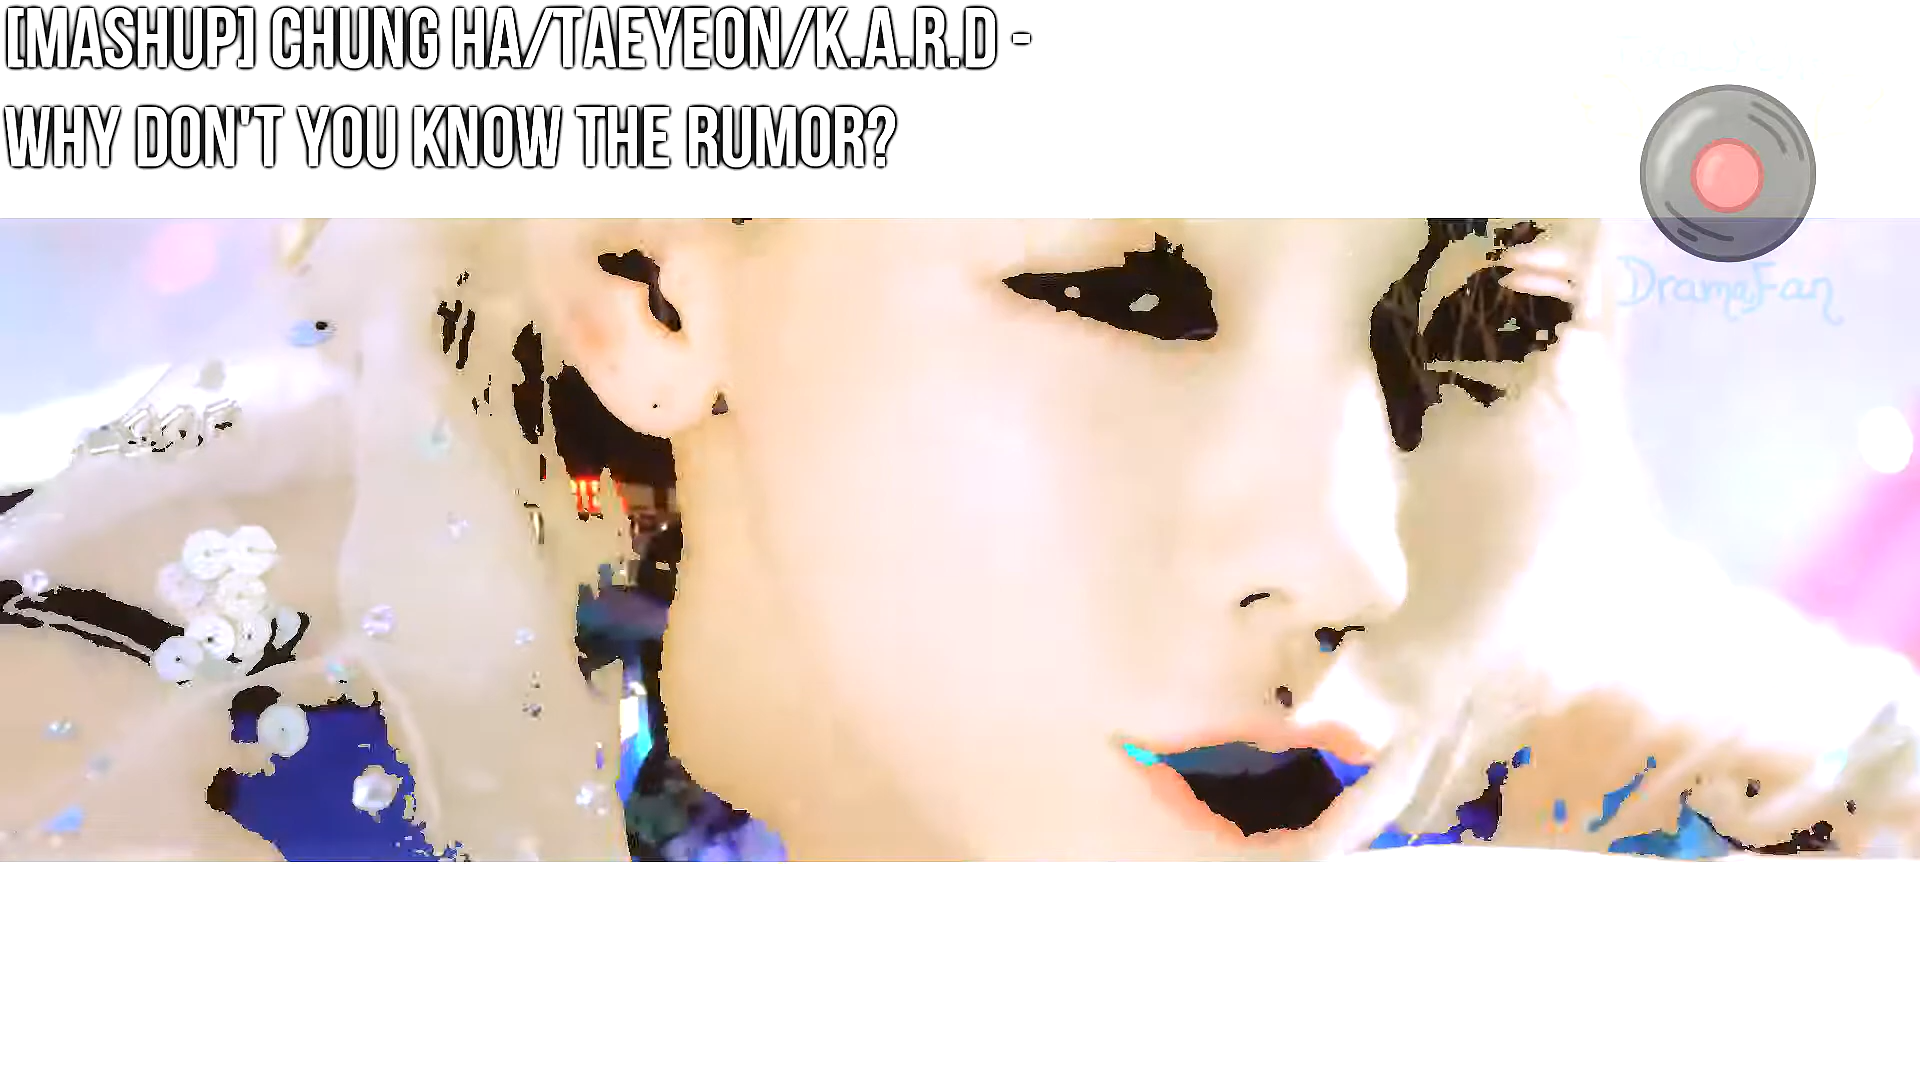 [MASHUP] CHUNG HA/TAEYEON/K.A.R.D -
WHY DON'T YOU KNOW THE RUMOR?
DramaFan